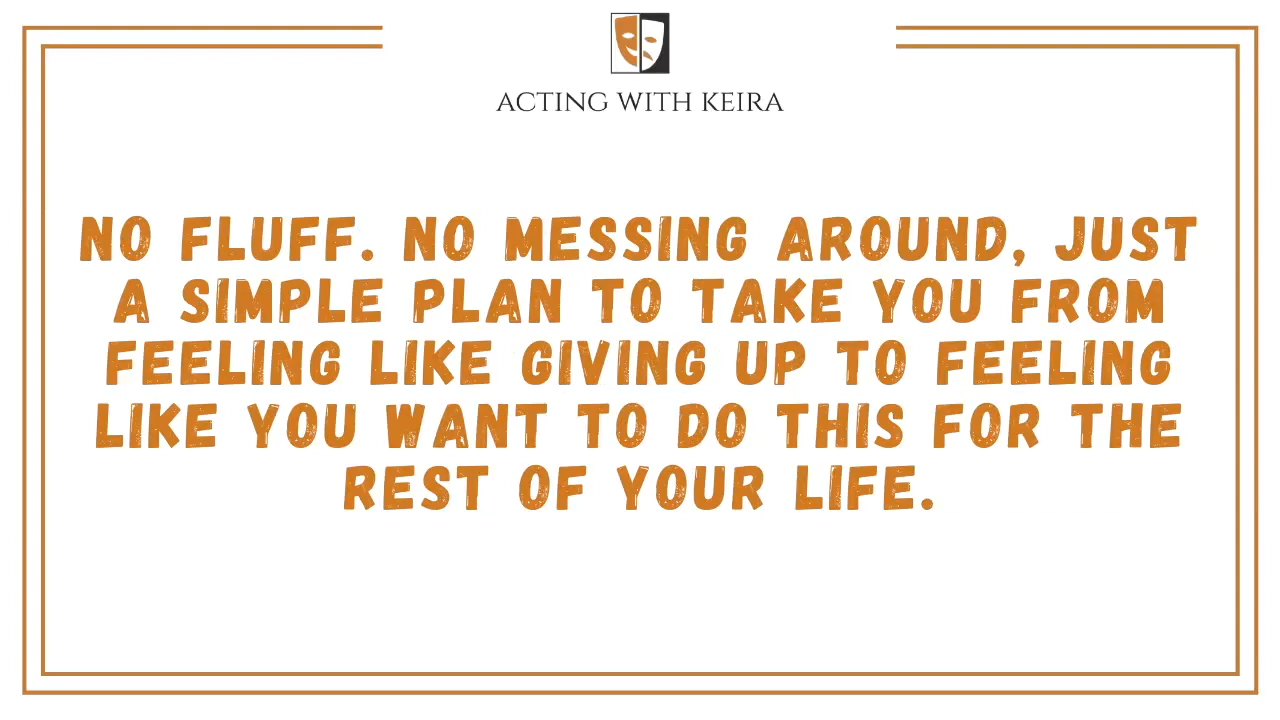 ACTING WITH KEIRA
NO FLUFF. NO MESSING AROUND, JUST
A SIMPLE PLAN TO TAKE YOU FROM
FEELING LIKE GIVING UP TO FEELING
LIKE YOU WANT TO DO THIS FOR THE
REST OF YOUR LIFE.